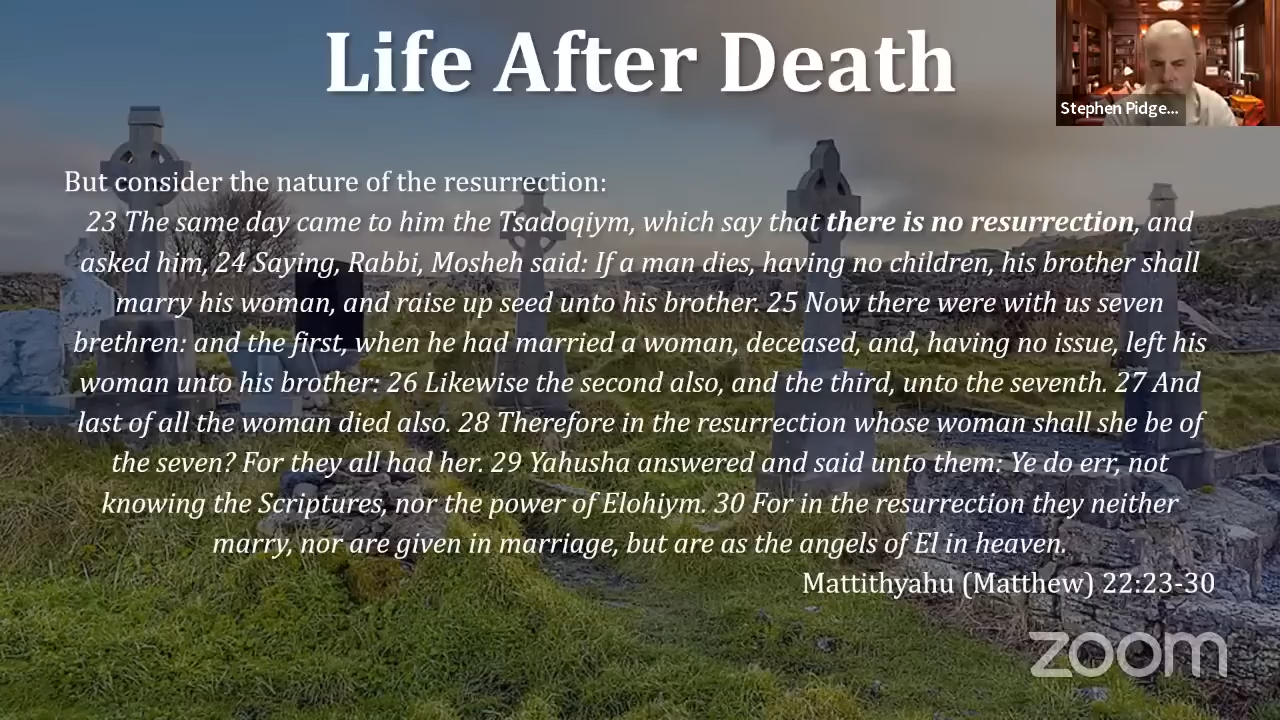 Life After Death
Stephen Pidge...
But consider the nature of the resurrection:
23 The same day came to him the Tsadoqiym, which say that there is no resurrection, and
asked him, 24 Saying, Rabbi, Mosheh said: If a man dies, having no children, his brother shall
marry his woman, and raise up seed unto his brother. 25 Now there were with us seven
brethren: and the first, when he had married a woman, deceased, and, having no issue, left his
woman unto his brother: 26 Likewise the second also, and the third, unto the seventh. 27 And
last of all the woman died also. 28 Therefore in the resurrection whose woman shall she be of
the seven? For they all had her. 29 Yahusha answered and said unto them: Ye do err, not
knowing the Scriptures, nor the power of Elohiym. 30 For in the resurrection they neither
marry, nor are given in marriage, but are as the angels of El in heaven.
Mattithyahu (Matthew) 22:23-30
zoom